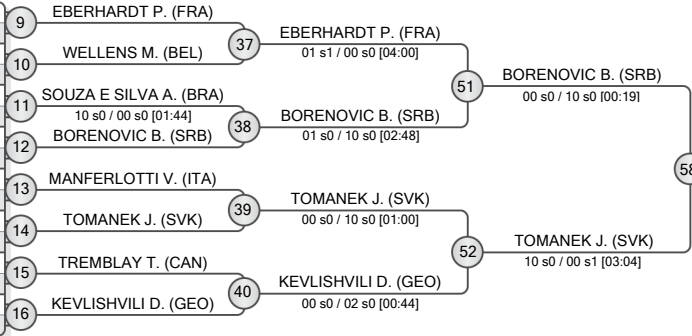 9
EBERHARDT P. (FRA)
37
EBERHARDT P. (FRA)
01 s1 / 00 s0 [04:00]
10
WELLENS M. (BEL)
51
BORENOVIC B. (SRB)
00 s0 / 10 s0 [00:19]
11
SOUZA E SILVA A. (BRA)
10 s0 / 00 s0 [01:44]
38
BORENOVIC B. (SRB)
01 s0 / 10 s0 [02:48]
12
BORENOVIC B. (SRB)
58
13
MANFERLOTTI V. (ITA)
39
TOMANEK J. (SVK)
00 s0 / 10 s0 [01:00]
14
TOMANEK J. (SVK)
52
TOMANEK J. (SVK)
10 s0 / 00 s1 [03:04]
15
TREMBLAY T. (CAN)
40
KEVLISHVILI D. (GEO)
00 s0 / 02 s0 [00:44]
16
KEVLISHVILI D. (GEO)